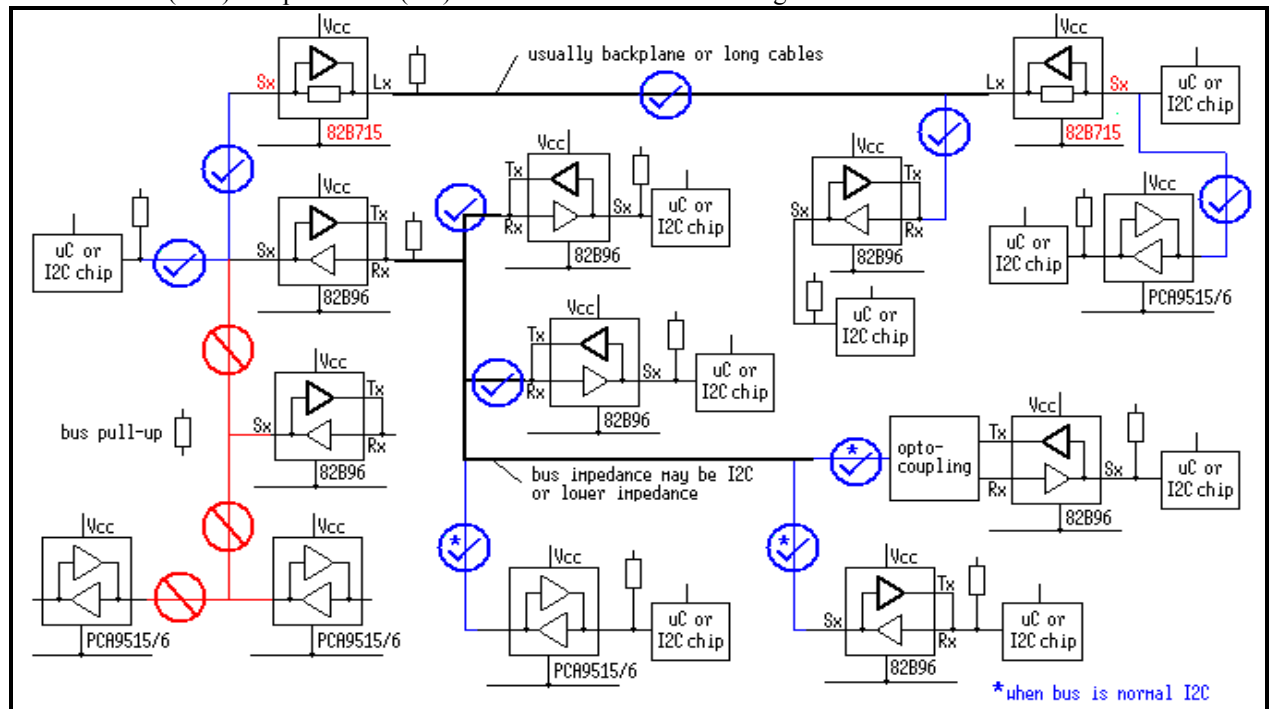 Vcc
usually backplane or long cables
Vcc
Sx
Lx
Lx
Sx
uC or
I2C chip
82B715
82B715
Vcc
Tx
Vcc
Tx
Sx
Rx
uC or
I2C chip
82B96
Vcc
Sx
Tx
Rx
82B96
Vcc
uC or
I2C chip
PCA9515/6
uC or
I2C chip
Sx
Rx
82B96
uC or
I2C chip
Vcc
Tx
Sx
Rx
uC or
I2C chip
82B96
Vcc
Tx
Sx
Rx
82B96
bus pull-up
bus impedance may be I2C
or lower impedance
*
opto-
coupling
Vcc
Tx
Rx
Sx
uC or
I2C chip
82B96
Vcc
PCA9515/6
Vcc
PCA9515/6
*
Vcc
uC or
I2C chip
PCA9515/6
*
Vcc
Tx
Sx
Rx
uC or
I2C chip
82B96
*when bus is normal I2C